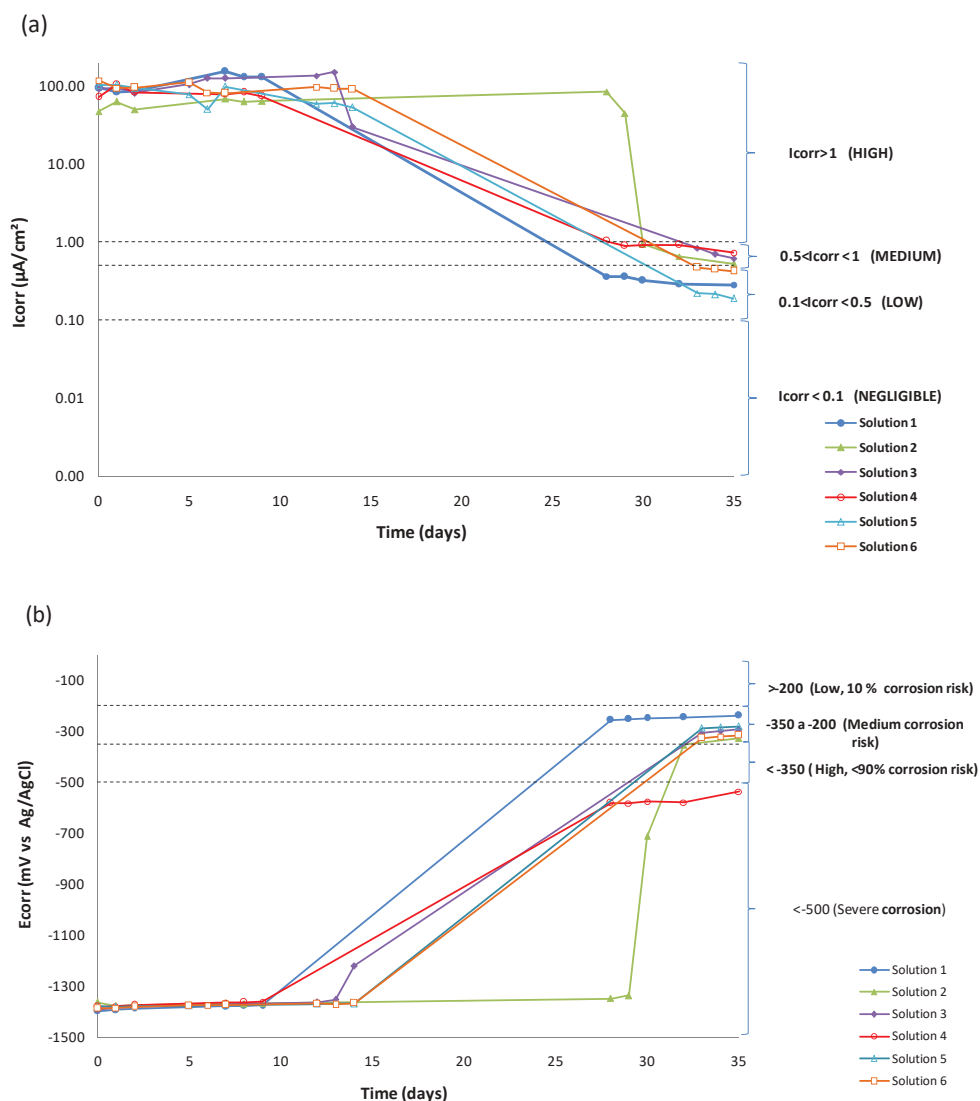 (a)
100.00
10.00
1.00
0.10
0.01
0.00
Icorr (µA/cm²)
0 5 10 15 20 25 30 35
Time (days)
Icorr>1 (HIGH)
0.5<Icorr <1 (MEDIUM)
0.1<Icorr <0.5 (LOW)
Icorr < 0.1 (NEGLIGIBLE)
Solution 1
Solution 2
Solution 3
Solution 4
Solution 5
Solution 6
(b)
-100
-300
-500
-700
-900
-1100
-1300
-1500
Ecorr (mV vs Ag/AgCl)
0 5 10 15 20 25 30 35
Time (days)
>-200 (Low, 10 % corrosion risk)
-350 a -200 (Medium corrosion
risk)
< -350 ( High, <90% corrosion risk)
<-500 (Severe corrosion)
Solution 1
Solution 2
Solution 3
Solution 4
Solution 5
Solution 6